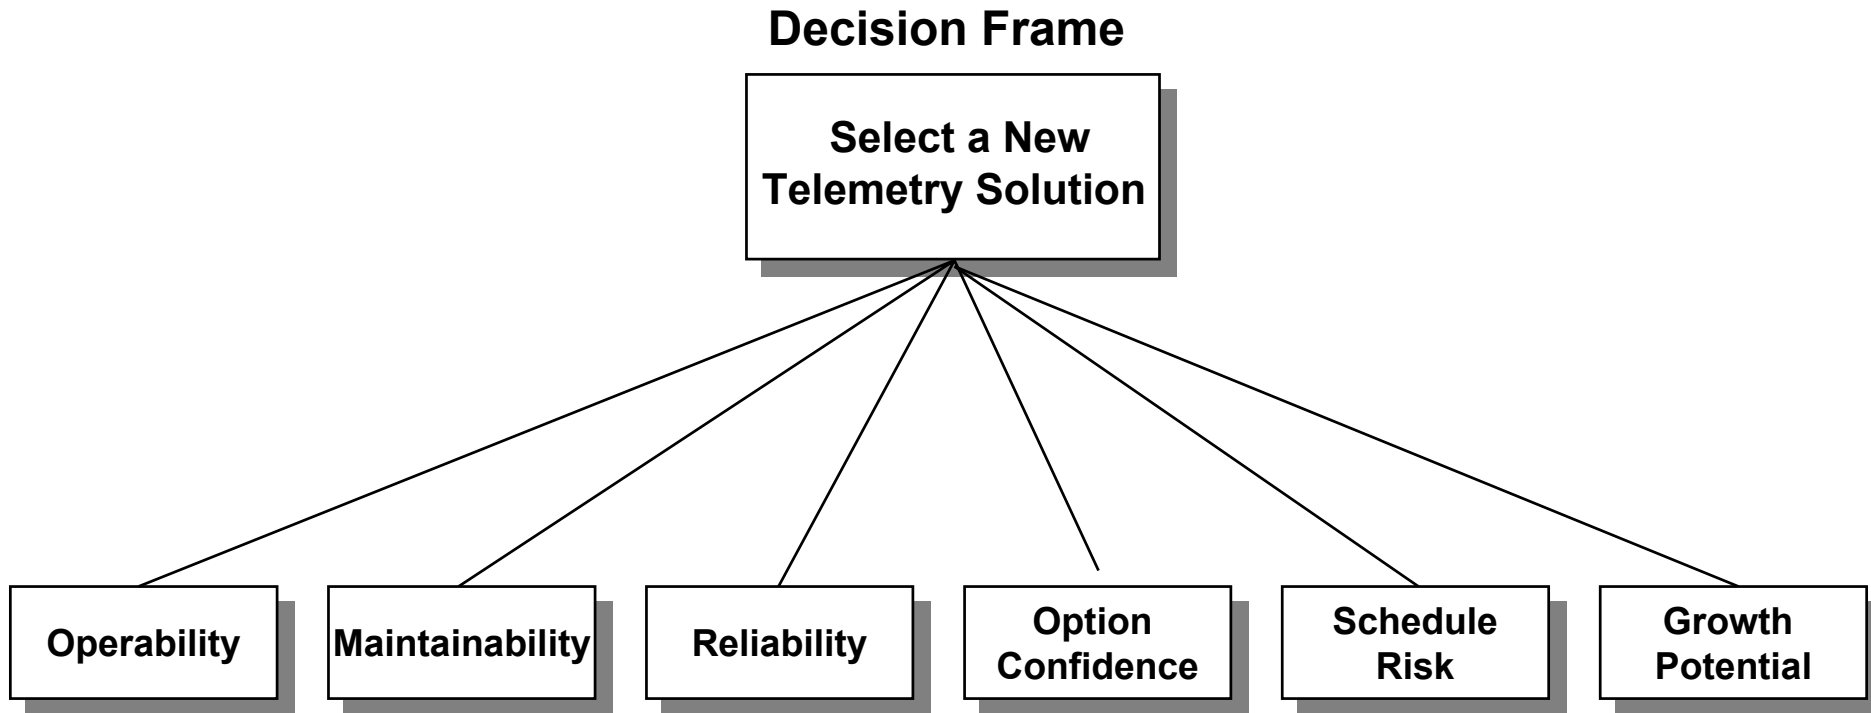 Decision Frame
Select a New
Telemetry Solution
Operability
Maintainability
Reliability
Option
Confidence
Schedule
Risk
Growth
Potential